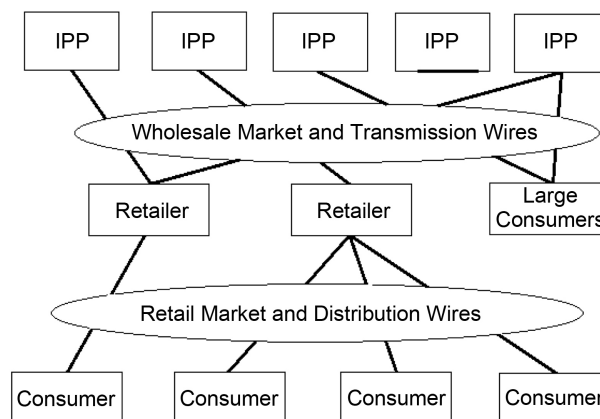 IPP
IPP
IPP
IPP
IPP
Wholesale Market and Transmission Wires
Retailer
Retailer
Large
Consumers
Retail Market and Distribution Wires
Consumer
Consumer
Consumer
Consumer